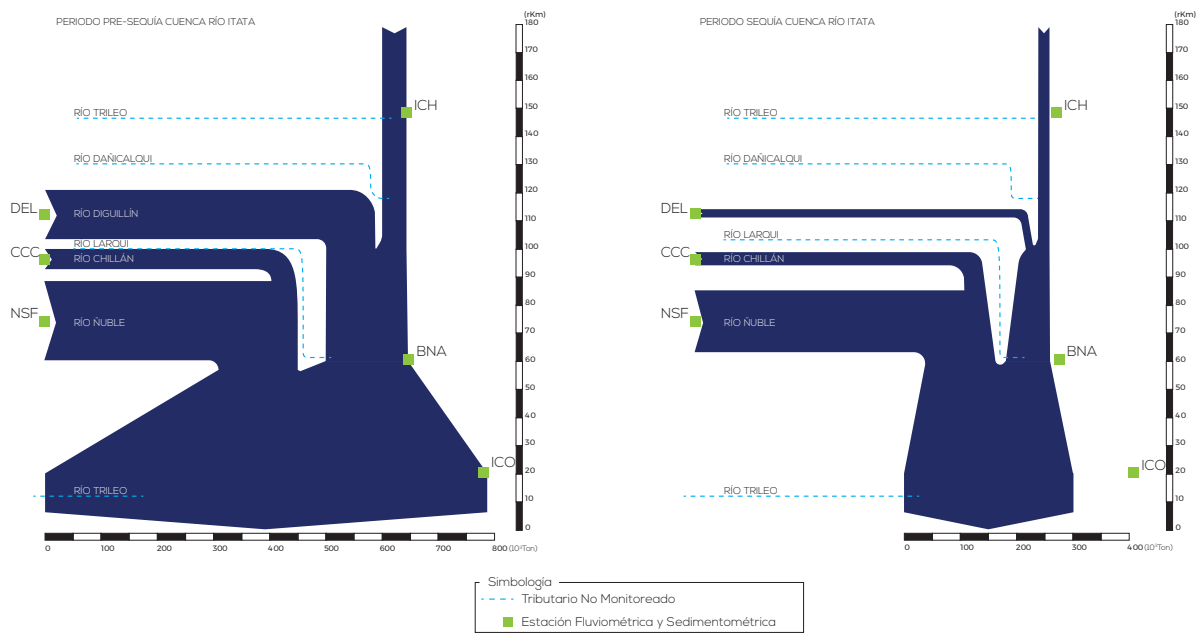 PERIODO PRE-SEQUÍA CUENCA RÍO ITATA
(rKm)
180
170
160
150
140
130
120
110
100
90
80
70
60
50
40
30
20
10
0
RÍO TRILEO
ICH
RÍO DAÑICALQUI
DEL
RÍO DIGUILLÍN
RÍO LARQUI
CCC
RÍO CHILLÁN
NSF
RÍO ÑUBLE
BNA
ICO
RÍO TRILEO
0 100 200 300 400 500 600 700 800 (10³Ton)
PERIODO SEQUÍA CUENCA RÍO ITATA
(rKm)
180
170
160
150
140
130
120
110
100
90
80
70
60
50
40
30
20
10
0
RÍO TRILEO
ICH
RÍO DAÑICALQUI
DEL
RÍO LARQUI
CCC
RÍO CHILLÁN
NSF
RÍO ÑUBLE
BNA
ICO
RÍO TRILEO
0 100 200 300 400 (10³Ton)
Simbología
Tributario No Monitoreado
Estación Fluviométrica y Sedimentométrica